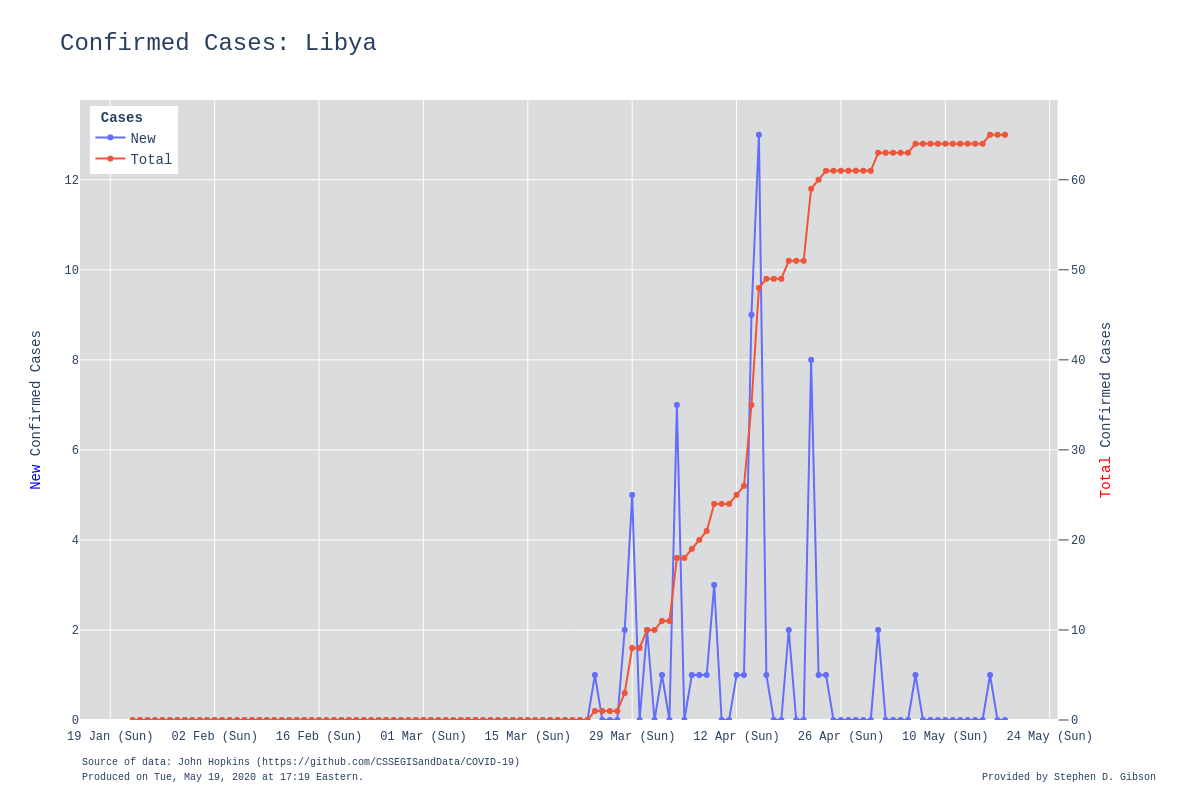 Confirmed Cases: Libya
Cases
New
Total
12
10
8
6
4
2
0
60
50
40
30
20
10
0
New Confirmed Cases
Total Confirmed Cases
19 Jan (Sun) 02 Feb (Sun) 16 Feb (Sun) 01 Mar (Sun) 15 Mar (Sun) 29 Mar (Sun) 12 Apr (Sun) 26 Apr (Sun) 10 May (Sun) 24 May (Sun)
Source of data: John Hopkins (https://github.com/CSSEGISandData/COVID-19)
Produced on Tue, May 19, 2020 at 17:19 Eastern.
Provided by Stephen D. Gibson